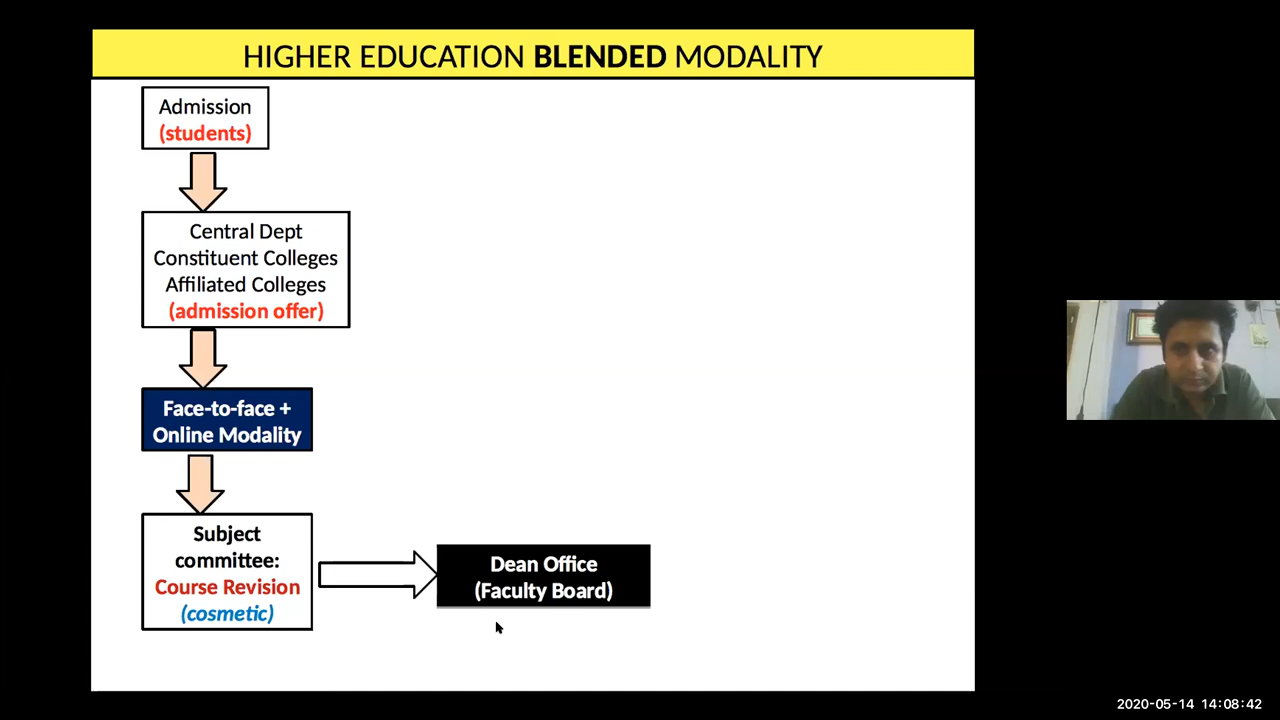 HIGHER EDUCATION BLENDED MODALITY
Admission
(students)
Central Dept
Constituent Colleges
Affiliated Colleges
(admission offer)
Face-to-face +
Online Modality
Subject
committee:
Course Revision
(cosmetic)
Dean Office
(Faculty Board)
2020-05-14 14:08:42